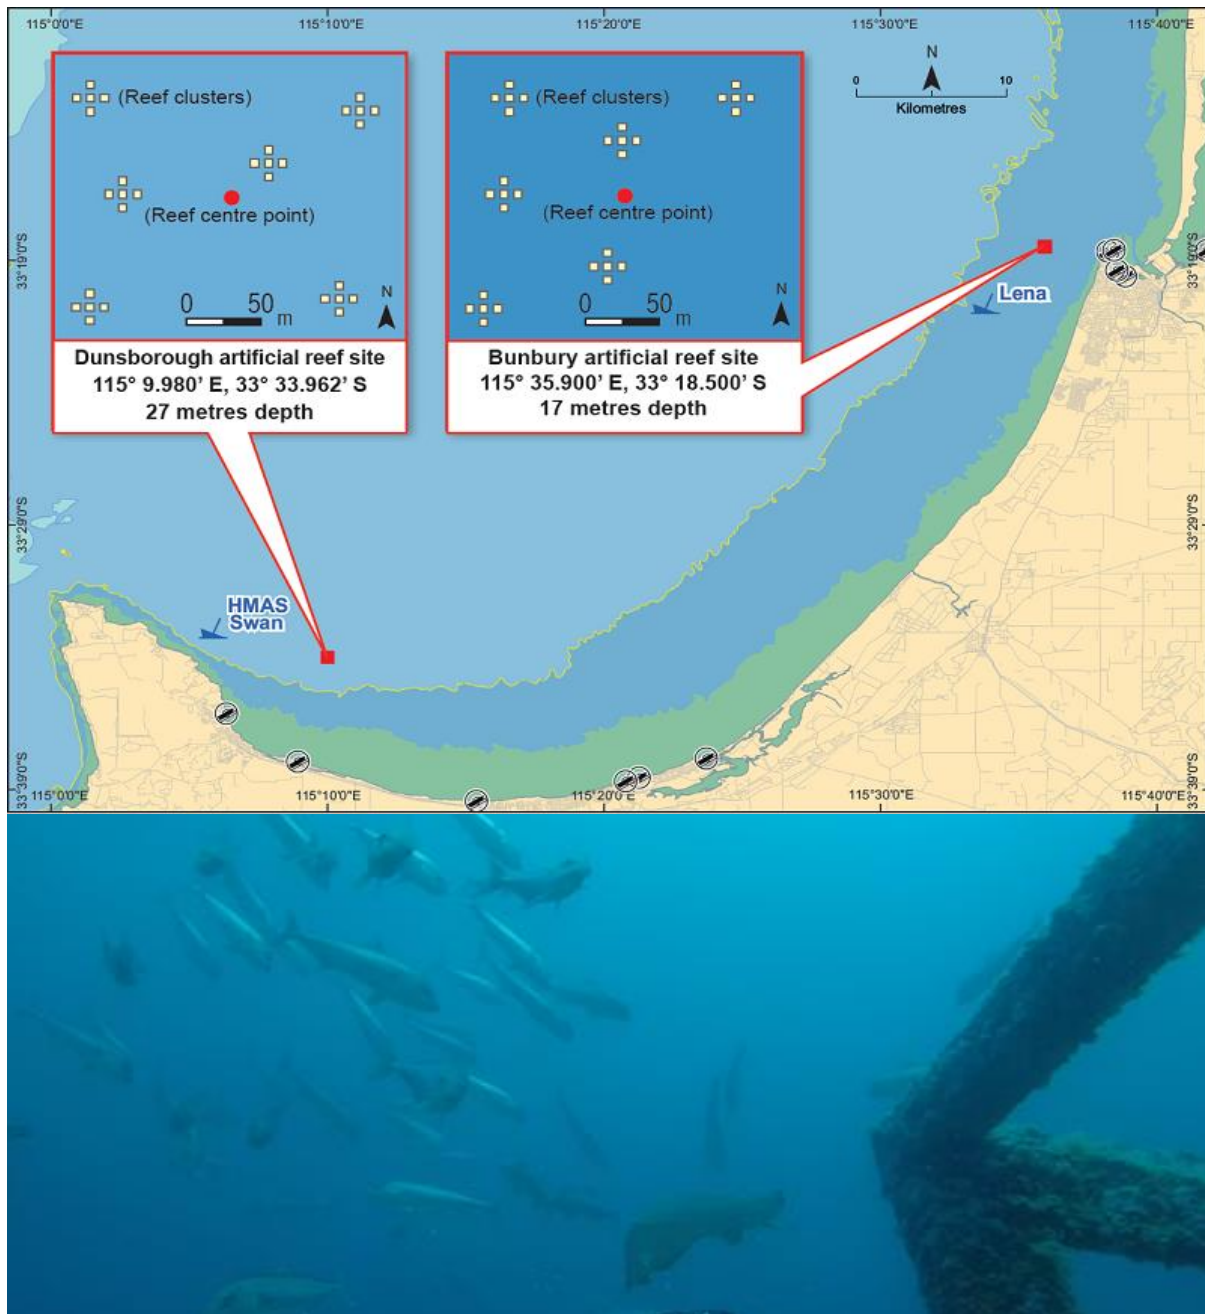 115°0'0"E
115°10'0"E
115°20'0"E
115°30'0"E
115°40'0"E
(Reef clusters)
(Reef centre point)
0 50 m
N
Dunsborough artificial reef site
115° 9.980' E, 33° 33.962' S
27 metres depth
(Reef clusters)
(Reef centre point)
0 50 m
N
Bunbury artificial reef site
115° 35.900' E, 33° 18.500' S
17 metres depth
N
0 10
Kilometres
33°19'0"S
33°19'0"S
Lena
33°29'0"S
33°29'0"S
HMAS
Swan
33°39'0"S
33°39'0"S
115°0'0"E
115°10'0"E
115°20'0"E
115°30'0"E
115°40'0"E